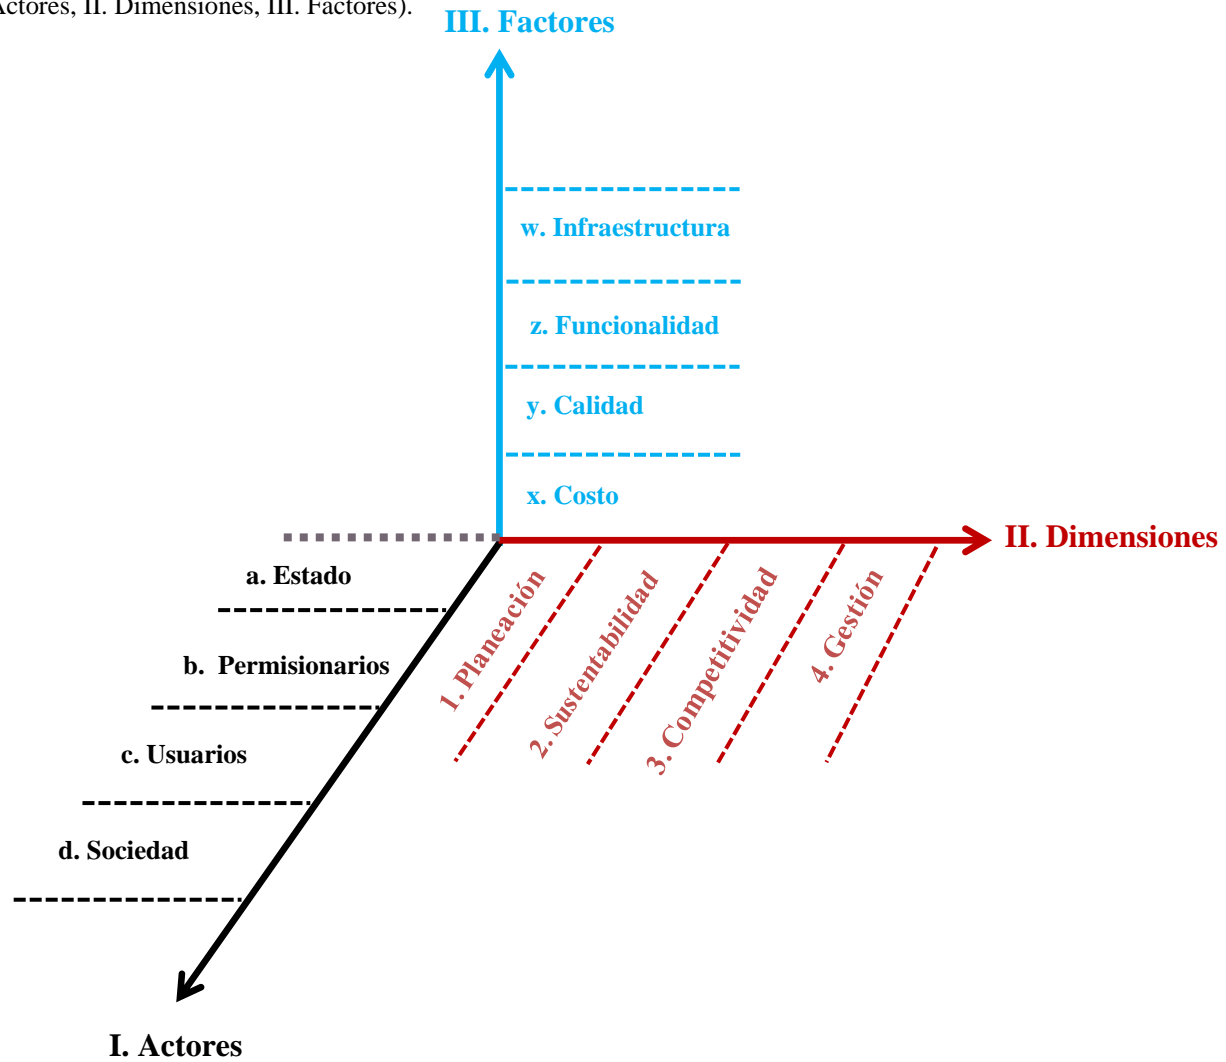 ctores, II. Dimensiones, III. Factores).
III. Factores
w. Infraestructura
z. Funcionalidad
y. Calidad
x. Costo
II. Dimensiones
a. Estado
b. Permisionarios
c. Usuarios
d. Sociedad
1. Planeación
2. Sustentabilidad
3. Competitividad
4. Gestión
I. Actores